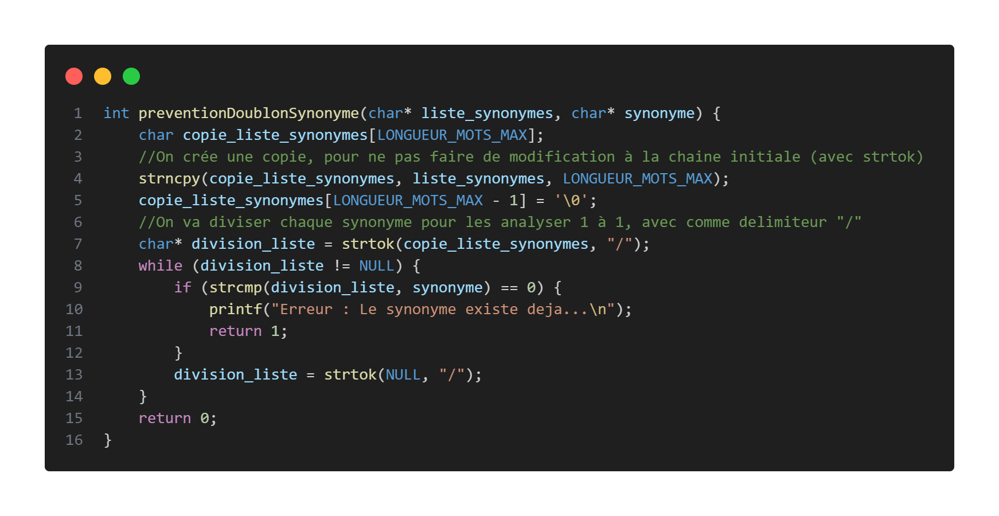 1 int preventionDoublonSynonyme(char* liste_synonymes, char* synonyme) {
2     char copie_liste_synonymes[LONGUEUR_MOTS_MAX];
3     //On crée une copie, pour ne pas faire de modification à la chaine initiale (avec strtok)
4     strncpy(copie_liste_synonymes, liste_synonymes, LONGUEUR_MOTS_MAX);
5     copie_liste_synonymes[LONGUEUR_MOTS_MAX - 1] = '\0';
6     //On va diviser chaque synonyme pour les analyser 1 à 1, avec comme delimiteur "/"
7     char* division_liste = strtok(copie_liste_synonymes, "/");
8     while (division_liste != NULL) {
9         if (strcmp(division_liste, synonyme) == 0) {
10             printf("Erreur : Le synonyme existe deja...\n");
11             return 1;
12         }
13         division_liste = strtok(NULL, "/");
14     }
15     return 0;
16 }